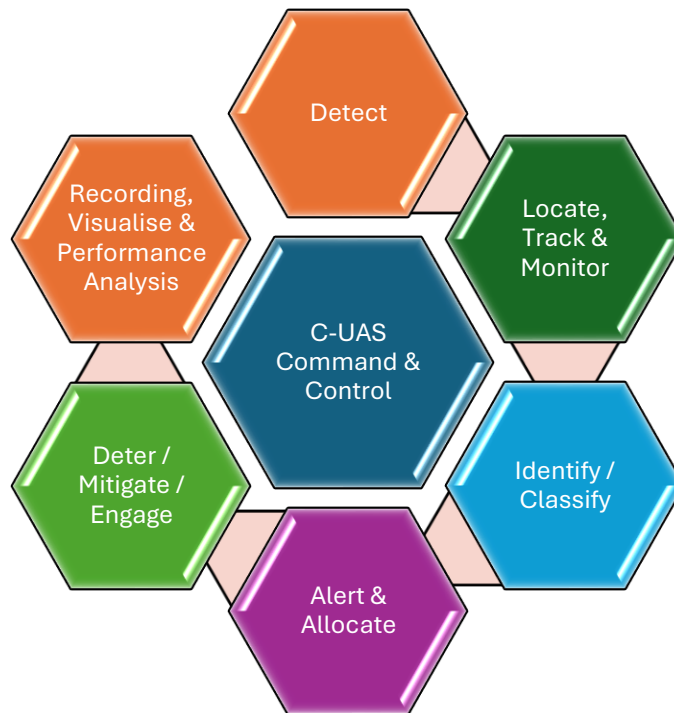 Detect
Locate,
Track &
Monitor
Identify /
Classify
Alert &
Allocate
Deter /
Mitigate /
Engage
Recording,
Visualise &
Performance
Analysis
C-UAS
Command &
Control